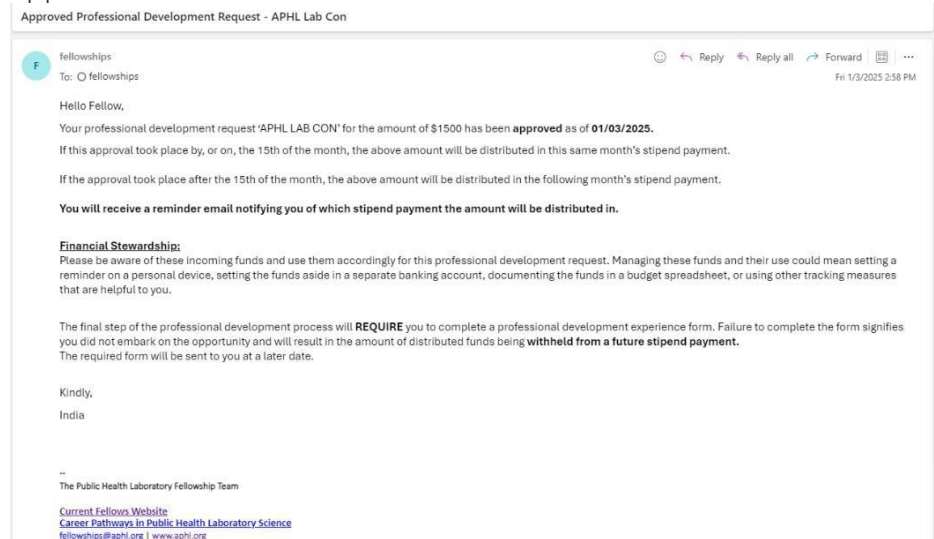 Approved Professional Development Request - APHL Lab Con
F
fellowships
Reply
Reply all
Forward
To: fellowships
Fri 1/3/2025 2:58 PM
Hello Fellow,
Your professional development request ‘APHL LAB CON’ for the amount of $1500 has been approved as of 01/03/2025.
If this approval took place by, or on, the 15th of the month, the above amount will be distributed in this same month’s stipend payment.
If the approval took place after the 15th of the month, the above amount will be distributed in the following month’s stipend payment.
You will receive a reminder email notifying you of which stipend payment the amount will be distributed in.
Financial Stewardship:
Please be aware of these incoming funds and use them accordingly for this professional development request. Managing these funds and their use could mean setting a
reminder on a personal device, setting the funds aside in a separate banking account, documenting the funds in a budget spreadsheet, or using other tracking measures
that are helpful to you.
The final step of the professional development process will REQUIRE you to complete a professional development experience form. Failure to complete the form signifies
you did not embark on the opportunity and will result in the amount of distributed funds being withheld from a future stipend payment.
The required form will be sent to you at a later date.
Kindly,
India
--
The Public Health Laboratory Fellowship Team
Current Fellows Website
Career Pathways in Public Health Laboratory Science
fellowships@aphl.org | www.aphl.org